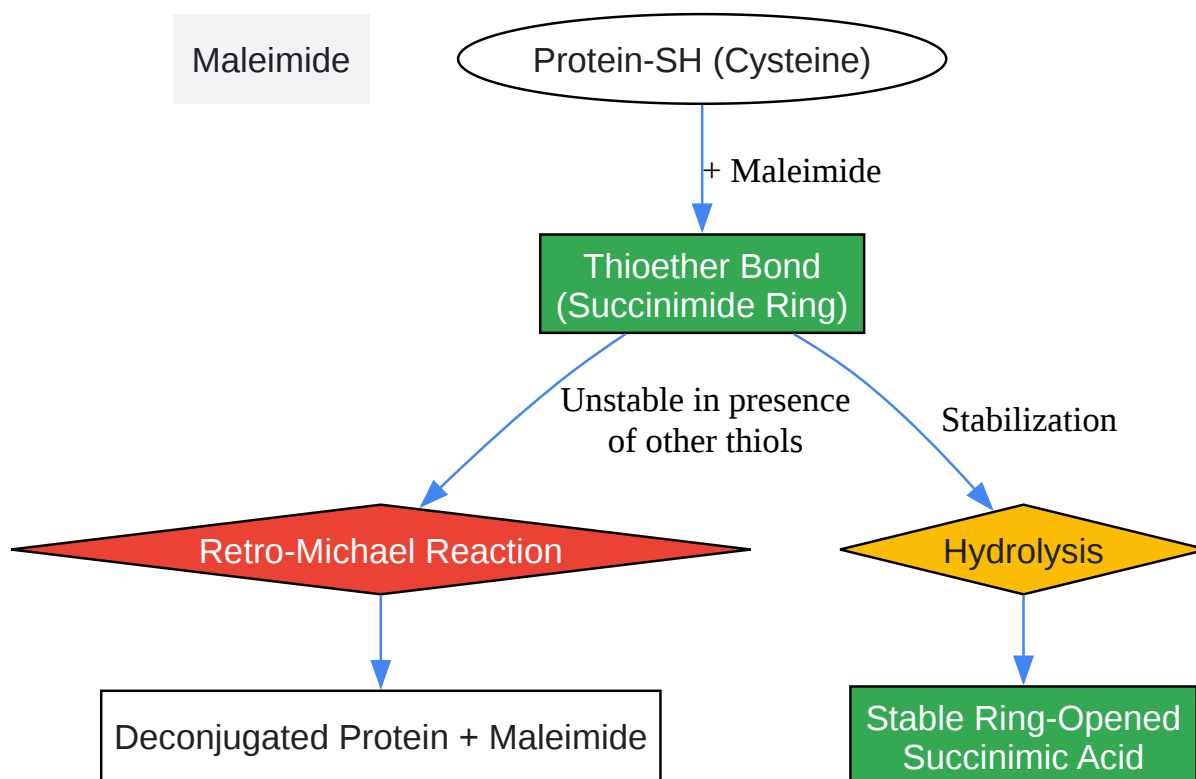 Maleimide
Protein-SH (Cysteine)
+ Maleimide
Thioether Bond
(Succinimide Ring)
Unstable in presence
of other thiols
Stabilization
Retro-Michael Reaction
Hydrolysis
Deconjugated Protein + Maleimide
Stable Ring-Opened
Succinimic Acid